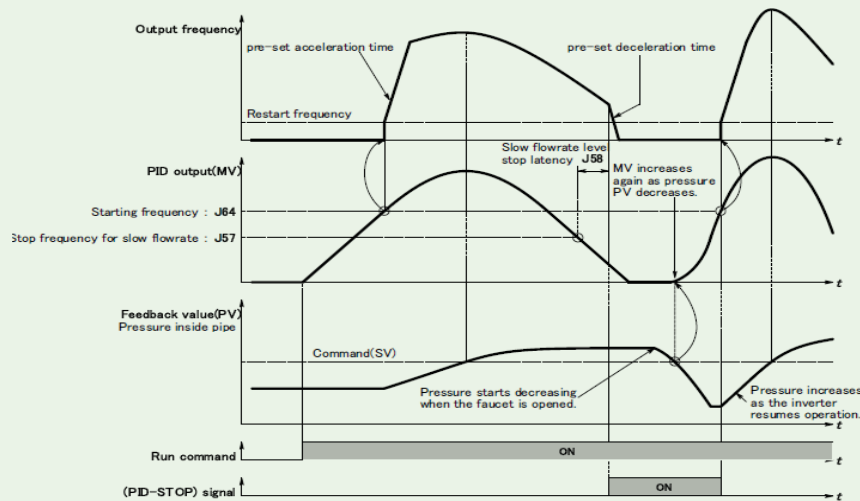 Output frequency
pre-set acceleration time
pre-set deceleration time
Restart frequency
t
Slow flowrate leve
stop latency J58
PID output(MV)
MV increases
again as pressure
PV decreases.
Starting frequency : J64
Stop frequency for slow flowrate : J57
t
Feedback value(PV)
Pressure inside pipe
Command(SV)
Pressure starts decreasing
when the faucet is opened.
Pressure increases
as the inverter
resumes operation.
t
Run command
ON
t
(PID-STOP) signal
ON
t